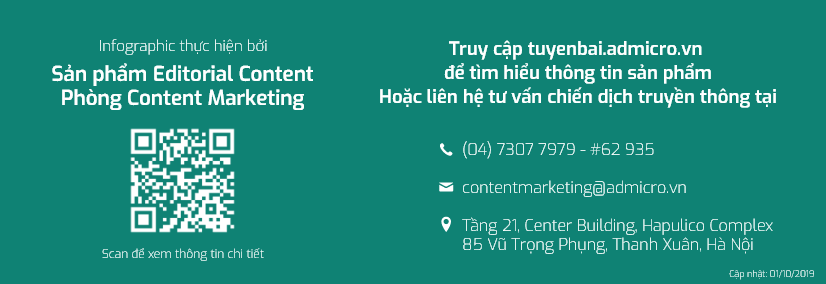 Infographic thực hiện bởi
Sản phẩm Editorial Content
Phòng Content Marketing
Scan để xem thông tin chi tiết
Truy cập tuyenbai.admicro.vn
để tìm hiểu thông tin sản phẩm
Hoặc liên hệ tư vấn chiến dịch truyền thông tại
(04) 7307 7979 - #62 935
contentmarketing@admicro.vn
Tầng 21, Center Building, Hapulico Complex
85 Vũ Trọng Phụng, Thanh Xuân, Hà Nội
Cập nhật: 01/10/2019